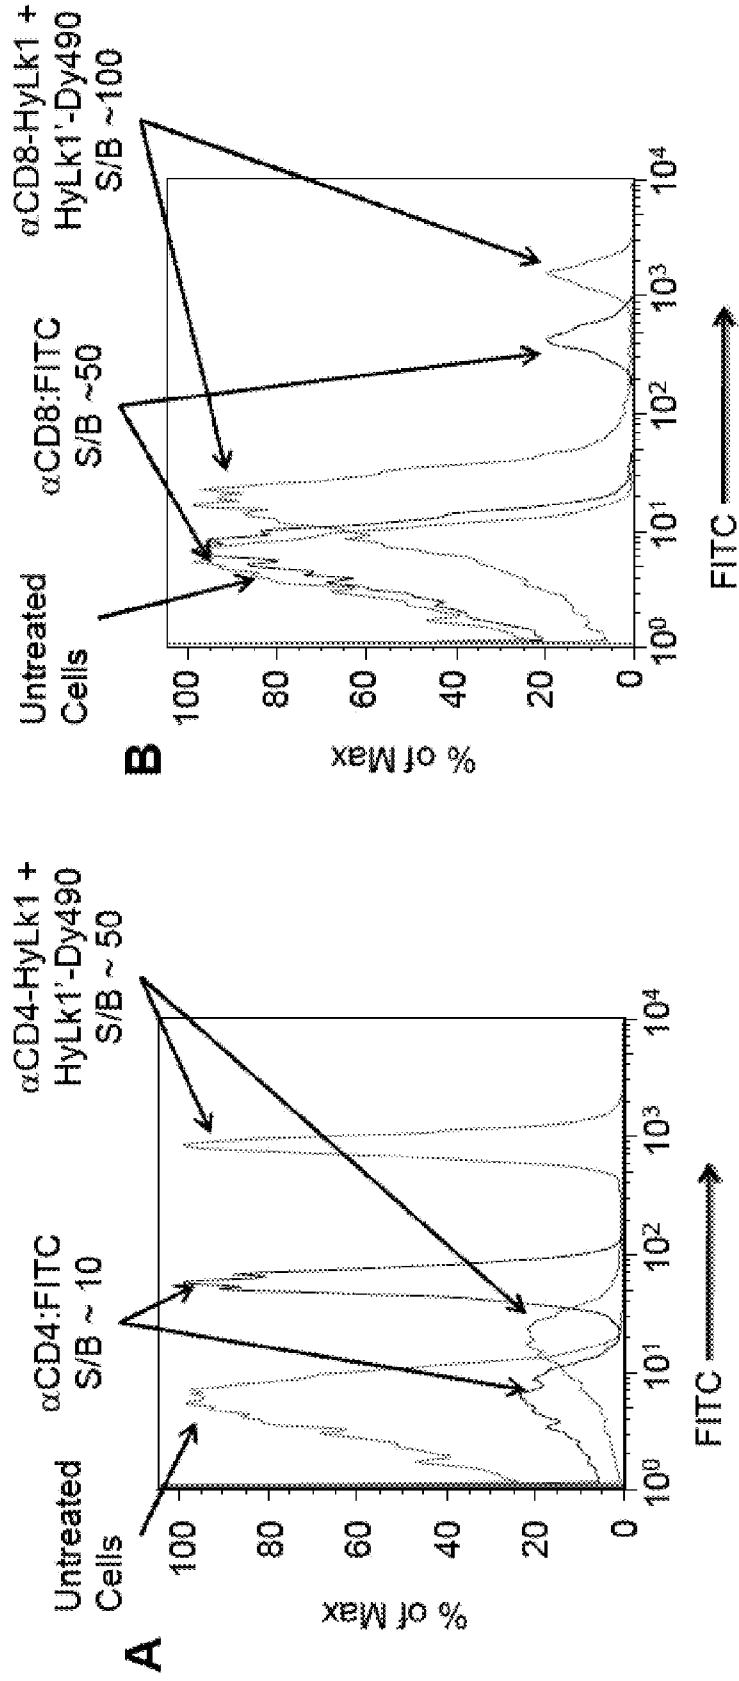 A
Untreated
Cells
αCD4:FITC
S/B ~ 10
αCD4-HyLk1 +
HyLk1'-Dy490
S/B ~ 50
% of Max
100
80
60
40
20
0
10⁰ 10¹ 10² 10³ 10⁴
FITC
B
Untreated
Cells
αCD8:FITC
S/B ~50
αCD8-HyLk1 +
HyLk1'-Dy490
S/B ~100
% of Max
100
80
60
40
20
0
10⁰ 10¹ 10² 10³ 10⁴
FITC